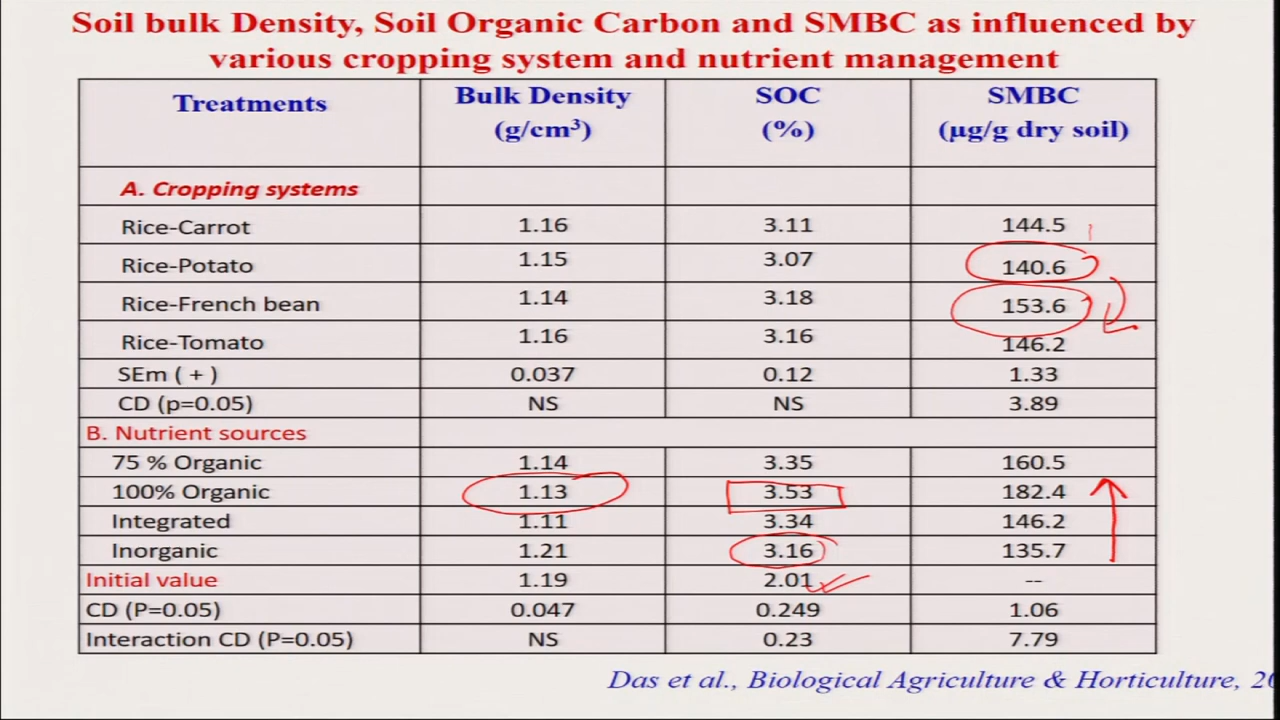 Soil bulk Density, Soil Organic Carbon and SMBC as influenced by
various cropping system and nutrient management
Treatments Bulk Density (g/cm³) SOC (%) SMBC (µg/g dry soil)
A. Cropping systems
Rice-Carrot 1.16 3.11 144.5
Rice-Potato 1.15 3.07 140.6
Rice-French bean 1.14 3.18 153.6
Rice-Tomato 1.16 3.16 146.2
SEm ( + ) 0.037 0.12 1.33
CD (p=0.05) NS NS 3.89
B. Nutrient sources
75 % Organic 1.14 3.35 160.5
100% Organic 1.13 3.53 182.4
Integrated 1.11 3.34 146.2
Inorganic 1.21 3.16 135.7
Initial value 1.19 2.01 --
CD (P=0.05) 0.047 0.249 1.06
Interaction CD (P=0.05) NS 0.23 7.79
Das et al., Biological Agriculture & Horticulture,